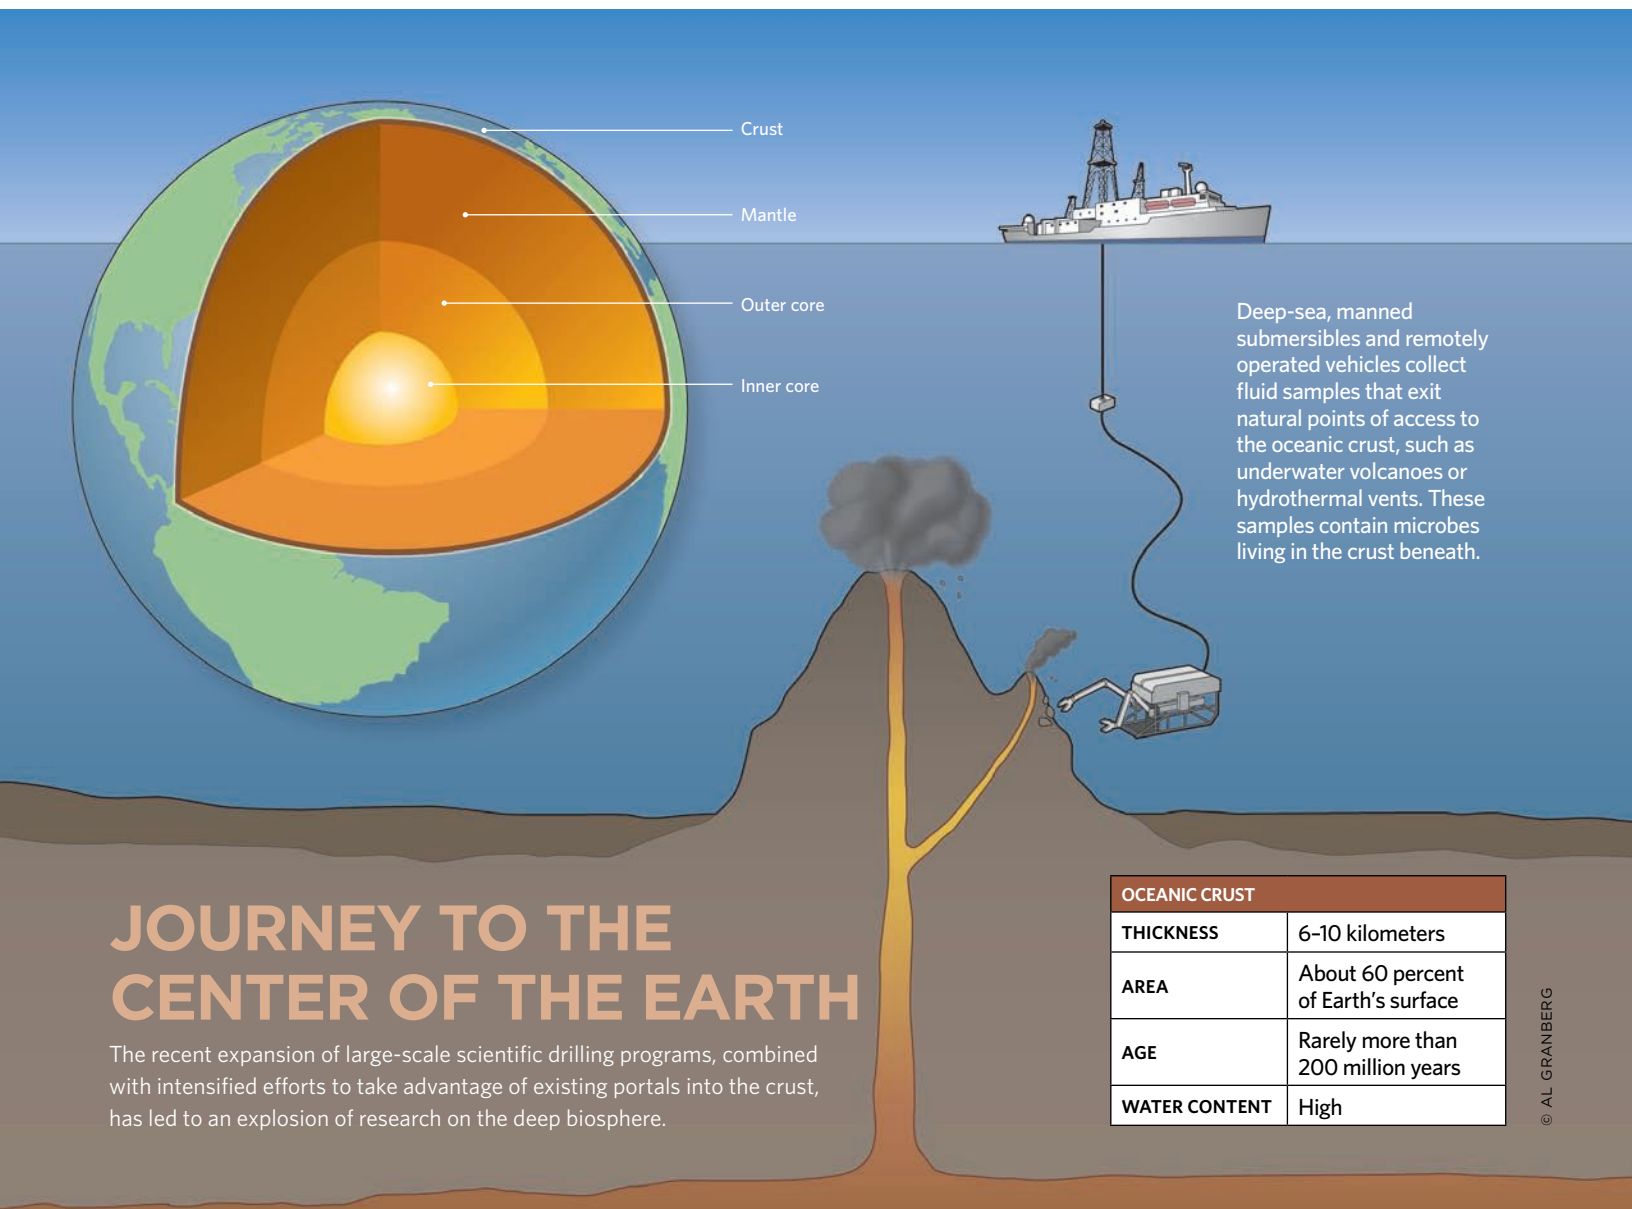 Crust
Mantle
Outer core
Inner core
Deep-sea, manned
submersibles and remotely
operated vehicles collect
fluid samples that exit
natural points of access to
the oceanic crust, such as
underwater volcanoes or
hydrothermal vents. These
samples contain microbes
living in the crust beneath.
JOURNEY TO THE
CENTER OF THE EARTH
The recent expansion of large-scale scientific drilling programs, combined
with intensified efforts to take advantage of existing portals into the crust,
has led to an explosion of research on the deep biosphere.
OCEANIC CRUST
THICKNESS 6–10 kilometers
AREA About 60 percent
of Earth’s surface
AGE Rarely more than
200 million years
WATER CONTENT High
© AL GRANBERG